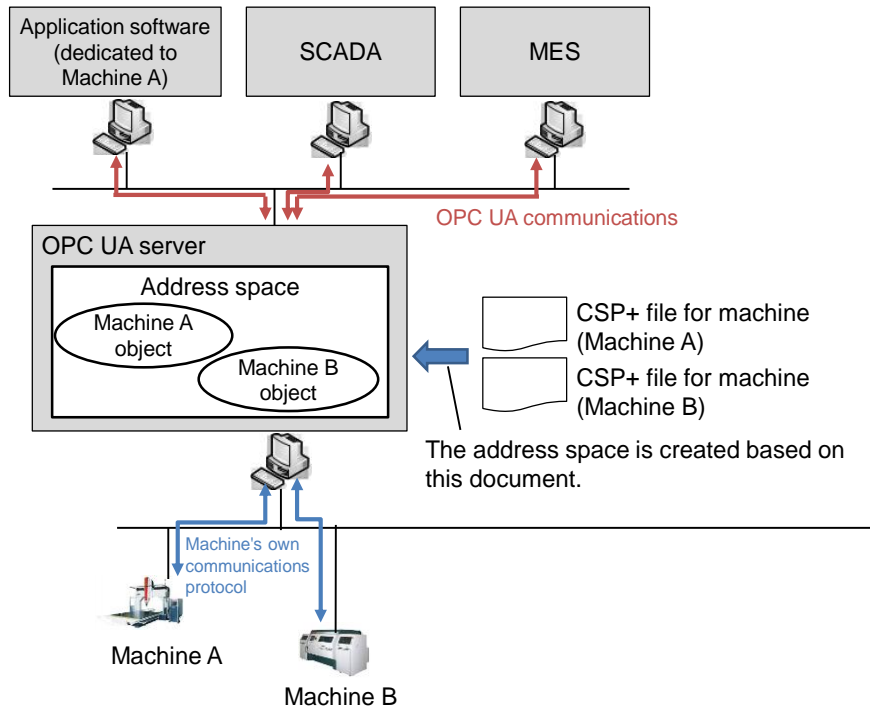 Application software
(dedicated to
Machine A)
SCADA
MES
OPC UA communications
OPC UA server
Address space
Machine A
object
Machine B
object
CSP+ file for machine
(Machine A)
CSP+ file for machine
(Machine B)
The address space is created based on
this document.
Machine's own
communications
protocol
Machine A
Machine B